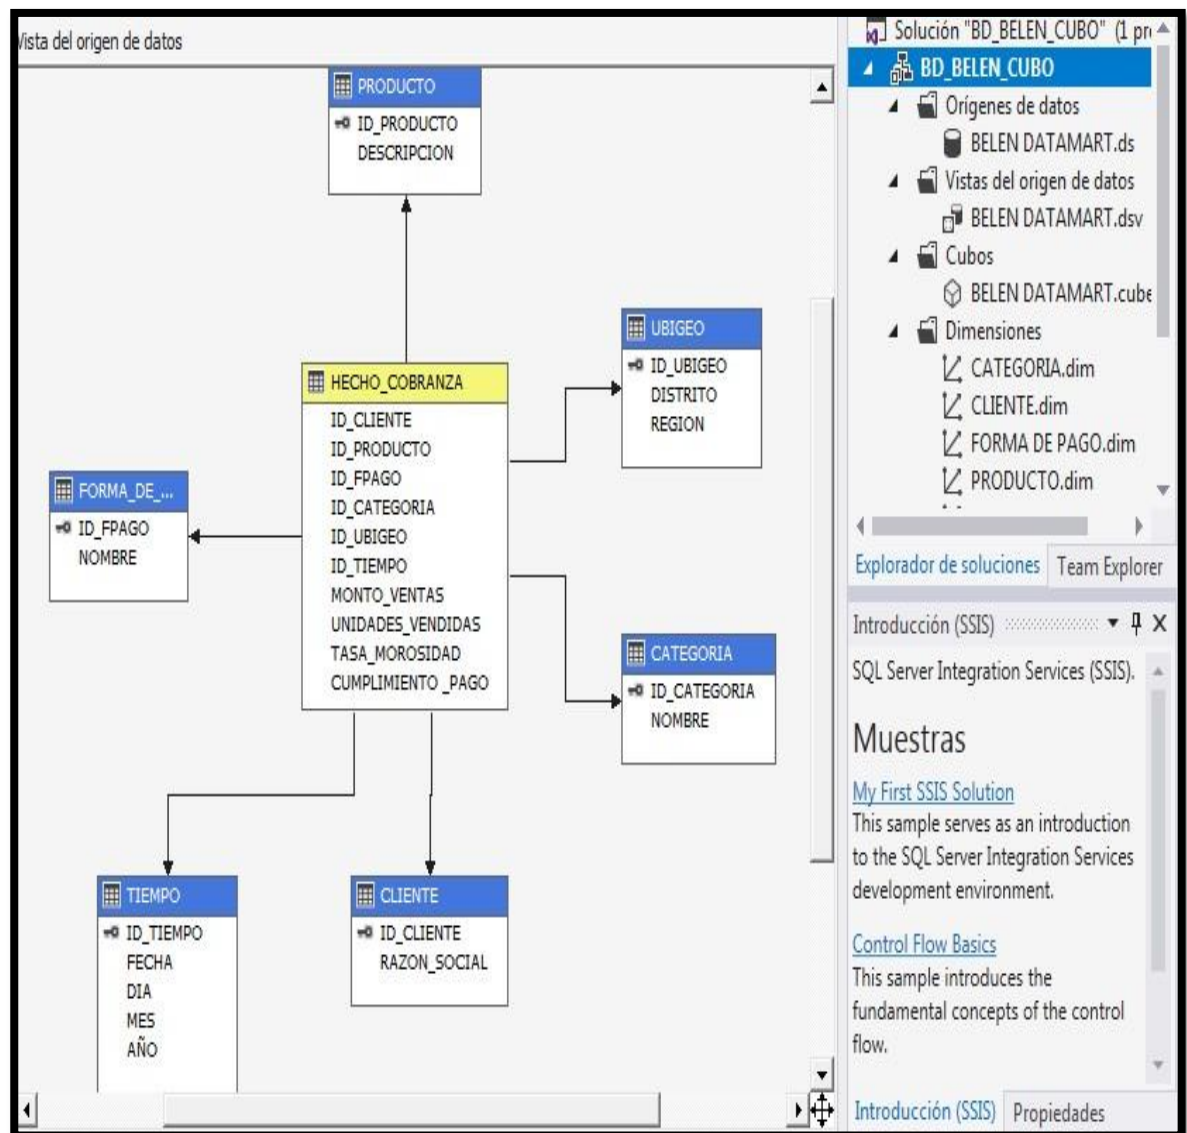 Vista del origen de datos
PRODUCTO
ID_PRODUCTO
DESCRIPCION
UBIGEO
ID_UBIGEO
DISTRITO
REGION
HECHO_COBRANZA
ID_CLIENTE
ID_PRODUCTO
ID_FPAGO
ID_CATEGORIA
ID_UBIGEO
ID_TIEMPO
MONTO_VENTAS
UNIDADES_VENDIDAS
TASA_MOROSIDAD
CUMPLIMIENTO _PAGO
FORMA_DE_...
ID_FPAGO
NOMBRE
CATEGORIA
ID_CATEGORIA
NOMBRE
TIEMPO
ID_TIEMPO
FECHA
DIA
MES
AÑO
CLIENTE
ID_CLIENTE
RAZON_SOCIAL
Solución "BD_BELEN_CUBO" (1 pr
BD_BELEN_CUBO
Orígenes de datos
BELEN DATAMART.ds
Vistas del origen de datos
BELEN DATAMART.dsv
Cubos
BELEN DATAMART.cube
Dimensiones
CATEGORIA.dim
CLIENTE.dim
FORMA DE PAGO.dim
PRODUCTO.dim
Explorador de soluciones Team Explorer
Introducción (SSIS)
SQL Server Integration Services (SSIS).
Muestras
My First SSIS Solution
This sample serves as an introduction
to the SQL Server Integration Services
development environment.
Control Flow Basics
This sample introduces the
fundamental concepts of the control
flow.
Introducción (SSIS) Propiedades